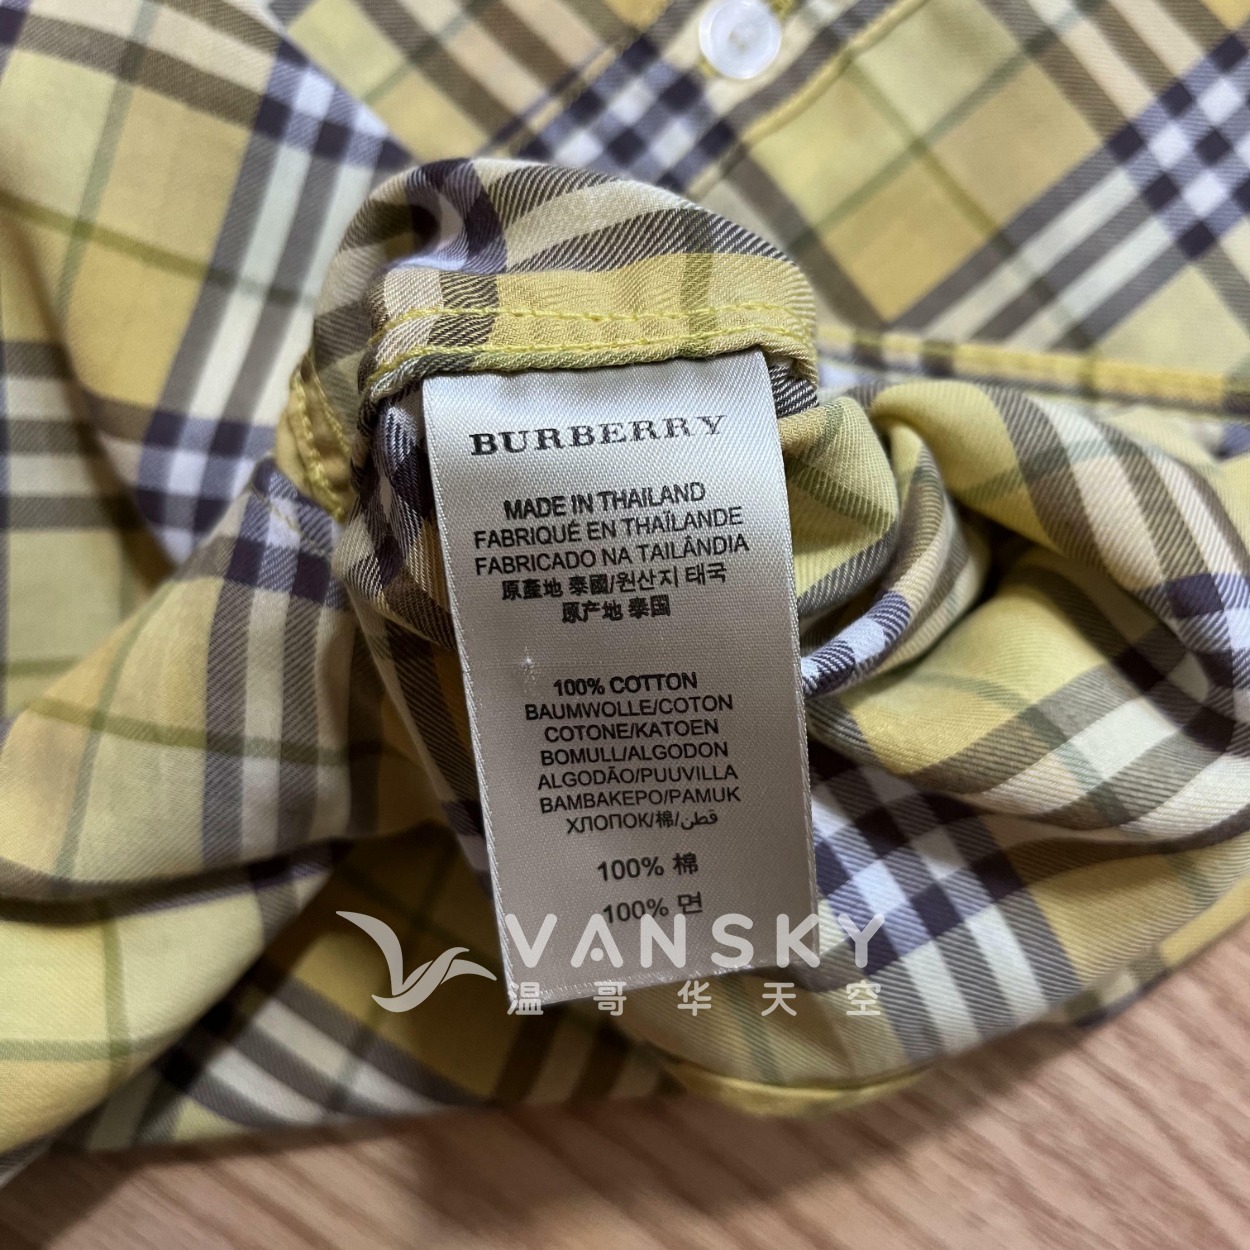 BURBERRY
MADE IN THAILAND
FABRIQUÉ EN THAÏLANDE
FABRICADO NA TAILÂNDIA
原產地 泰國/원산지 태국
原产地 泰国
100% COTTON
BAUMWOLLE/COTON
COTONE/KATOEN
BOMULL/ALGODON
ALGODÃO/PUUVILLA
BAMBAKEPO/PAMUK
ХЛОПОК/棉/قطن
100% 棉
100% 면
VANSKY
温哥华天空